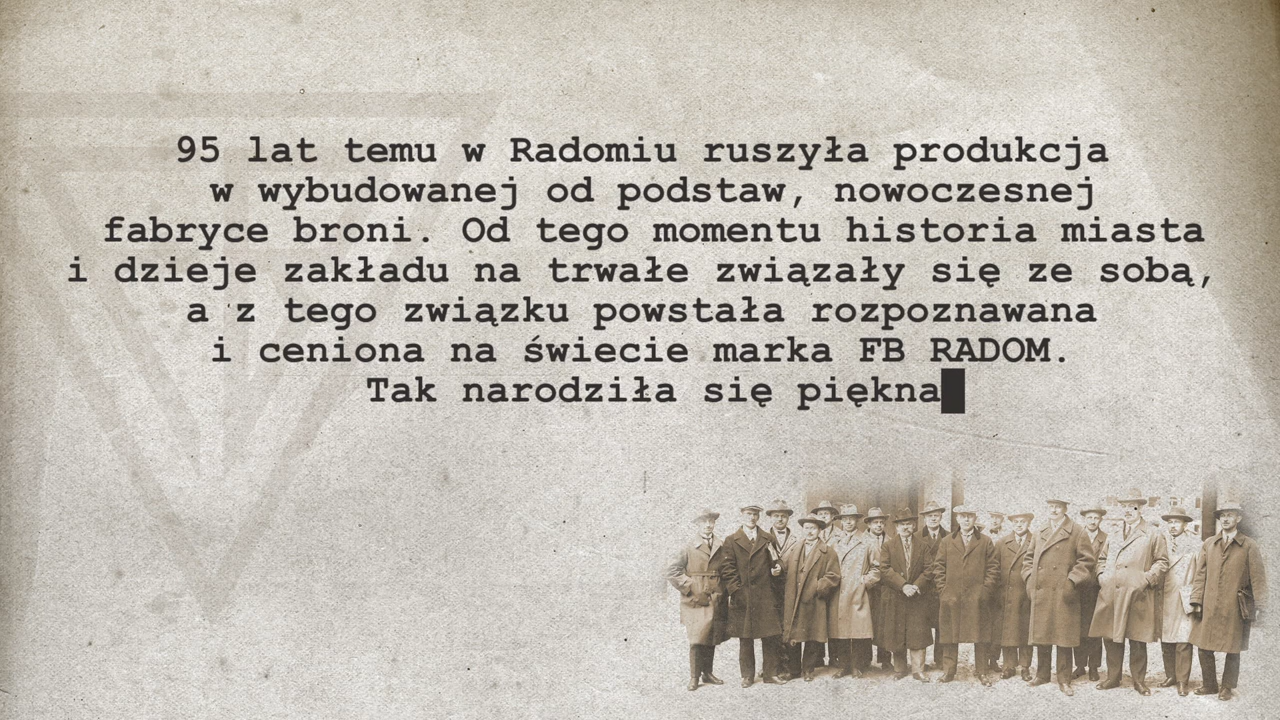 95 lat temu w Radomiu ruszyła produkcja
w wybudowanej od podstaw, nowoczesnej
fabryce broni. Od tego momentu historia miasta
i dzieje zakładu na trwałe związały się ze sobą,
a z tego związku powstała rozpoznawana
i ceniona na świecie marka FB RADOM.
Tak narodziła się piękna